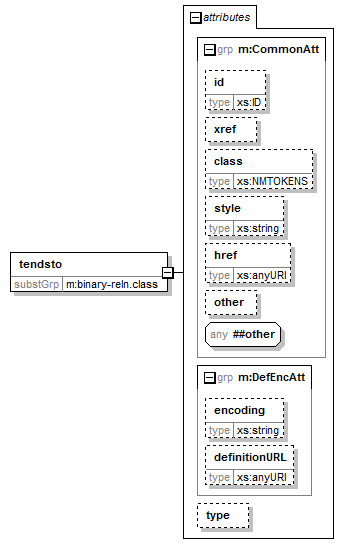 attributes
grp m:CommonAtt
id
type xs:ID
xref
class
type xs:NMTOKENS
style
type xs:string
href
type xs:anyURI
other
any ##other
tendsto
substGrp m:binary-reln.class
grp m:DefEncAtt
encoding
type xs:string
definitionURL
type xs:anyURI
type